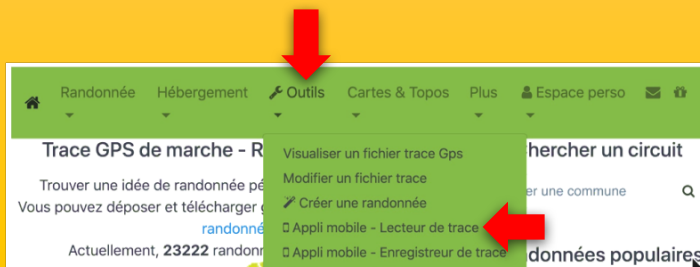 Randonnée Hébergement Outils Cartes & Topos Plus Espace perso
Trace GPS de marche - R
hercher un circuit
Visualiser un fichier trace Gps
Modifier un fichier trace
Créer une randonnée
Appli mobile - Lecteur de trace
Appli mobile - Enregistreur de trace
Trouver une idée de randonnée pé
er une commune
Vous pouvez déposer et télécharger
randonné
Actuellement, 23222 randonn
données populaires